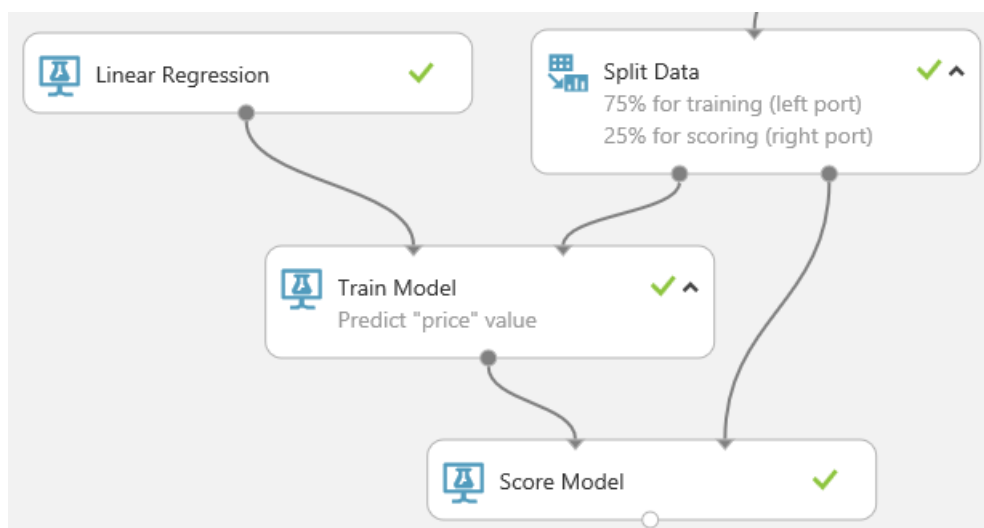 Linear Regression
Split Data
75% for training (left port)
25% for scoring (right port)
Train Model
Predict "price" value
Score Model